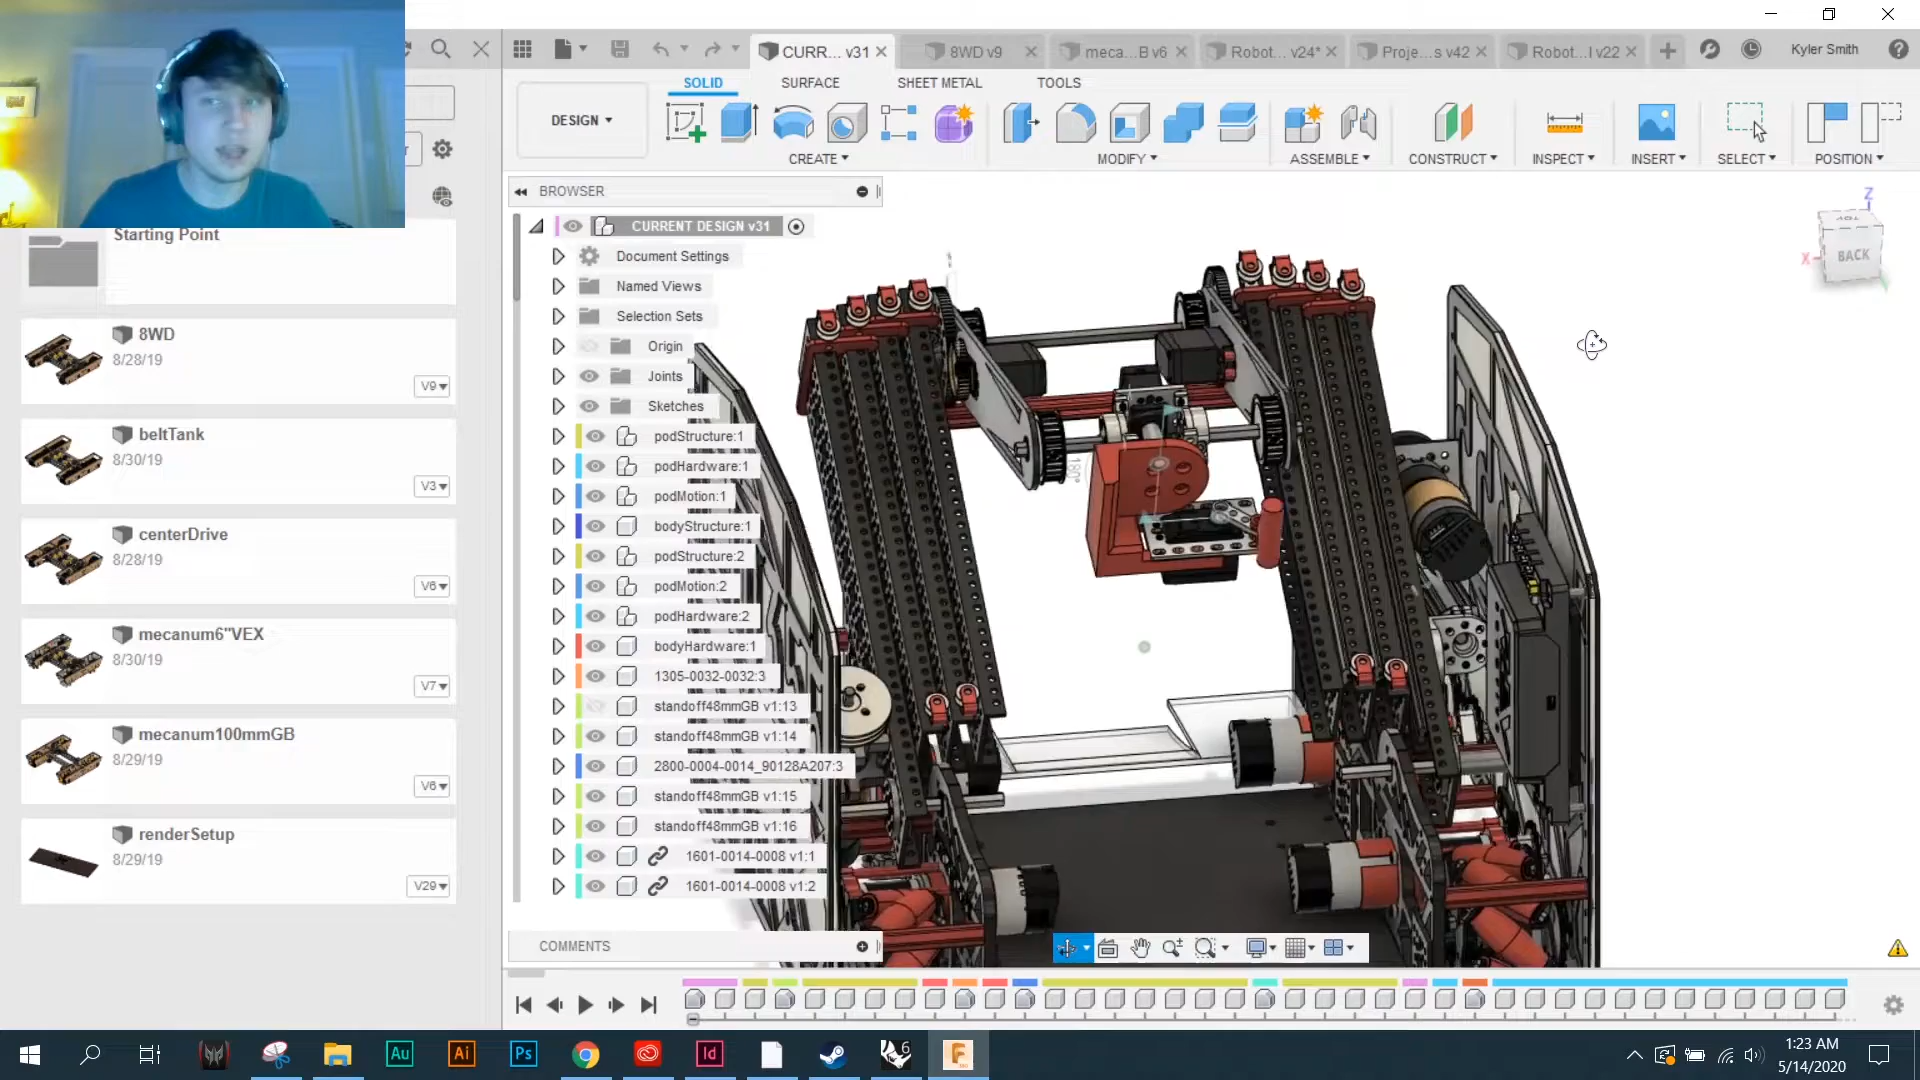 CURR... v31
8WD v9
meca...B v6
Robot... v24*
Proje...s v42
Robot...l v22
Kyler Smith
SOLID
SURFACE
SHEET METAL
TOOLS
DESIGN
CREATE
MODIFY
ASSEMBLE
CONSTRUCT
INSPECT
INSERT
SELECT
POSITION
BROWSER
CURRENT DESIGN v31
Document Settings
Named Views
Selection Sets
Origin
Joints
Sketches
podStructure:1
podHardware:1
podMotion:1
bodyStructure:1
podStructure:2
podMotion:2
podHardware:2
bodyHardware:1
1305-0032-0032:3
standoff48mmGB v1:13
standoff48mmGB v1:14
2800-0004-0014_90128A207:3
standoff48mmGB v1:15
standoff48mmGB v1:16
1601-0014-0008 v1:1
1601-0014-0008 v1:2
COMMENTS
Z
TOP
X
BACK
180°
Starting Point
8WD
8/28/19
V9
beltTank
8/30/19
V3
centerDrive
8/28/19
V6
mecanum6"VEX
8/30/19
V7
mecanum100mmGB
8/29/19
V6
renderSetup
8/29/19
V29
Au
Ai
Ps
Id
6
F
1:23 AM
5/14/2020